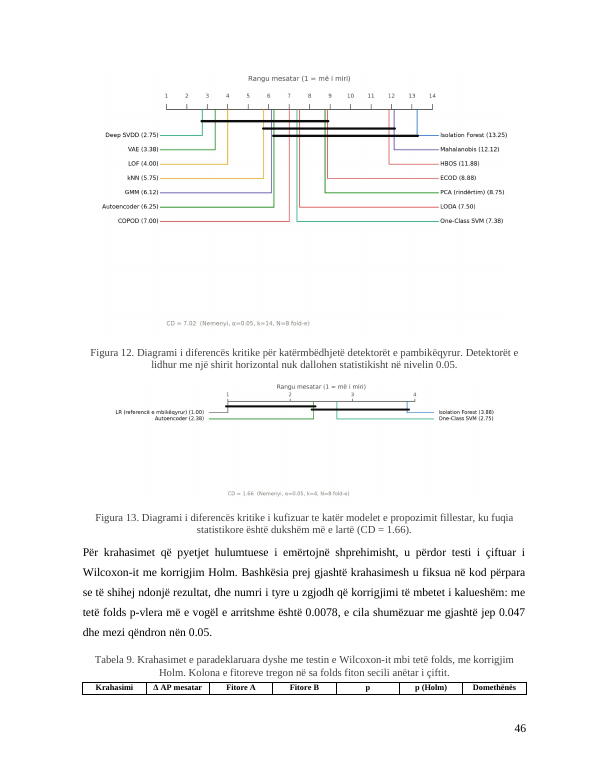 Rangu mesatar (1 = më i miri)
1 2 3 4 5 6 7 8 9 10 11 12 13 14
Deep SVDD (2.75) Isolation Forest (13.25)
VAE (3.38) Mahalanobis (12.12)
LOF (4.00) HBOS (11.88)
kNN (5.75) ECOD (8.88)
GMM (6.12) PCA (rindërtim) (8.75)
Autoencoder (6.25) LODA (7.50)
COPOD (7.00) One-Class SVM (7.38)
CD = 7.02 (Nemenyi, α=0.05, k=14, N=8 fold-e)
Figura 12. Diagrami i diferencës kritike për katërmbëdhjetë detektorët e pambikëqyrur. Detektorët e
lidhur me një shirit horizontal nuk dallohen statistikisht në nivelin 0.05.
Rangu mesatar (1 = më i miri)
1 2 3 4
LR (referencë e mbikëqyrur) (1.00) Isolation Forest (3.88)
Autoencoder (2.38) One-Class SVM (2.75)
CD = 1.66 (Nemenyi, α=0.05, k=4, N=8 fold-e)
Figura 13. Diagrami i diferencës kritike i kufizuar te katër modelet e propozimit fillestar, ku fuqia
statistikore është dukshëm më e lartë (CD = 1.66).
Për krahasimet që pyetjet hulumtuese i emërtojnë shprehimisht, u përdor testi i çiftuar i
Wilcoxon-it me korrigjim Holm. Bashkësia prej gjashtë krahasimesh u fiksua në kod përpara
se të shihej ndonjë rezultat, dhe numri i tyre u zgjodh që korrigjimi të mbetet i kalueshëm: me
tetë folds p-vlera më e vogël e arritshme është 0.0078, e cila shumëzuar me gjashtë jep 0.047
dhe mezi qëndron nën 0.05.
Tabela 9. Krahasimet e paradeklaruara dyshe me testin e Wilcoxon-it mbi tetë folds, me korrigjim
Holm. Kolona e fitoreve tregon në sa folds fiton secili anëtar i çiftit.
Krahasimi Δ AP mesatar Fitore A Fitore B p p (Holm) Domethënës
46